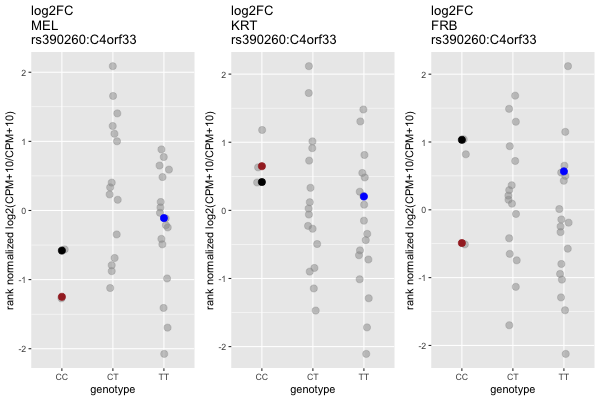 log2FC
MEL
rs390260:C4orf33
rank normalized log2(CPM+10/CPM+10)
2
1
0
-1
-2
CC CT TT
genotype
log2FC
KRT
rs390260:C4orf33
rank normalized log2(CPM+10/CPM+10)
2
1
0
-1
-2
CC CT TT
genotype
log2FC
FRB
rs390260:C4orf33
rank normalized log2(CPM+10/CPM+10)
2
1
0
-1
-2
CC CT TT
genotype